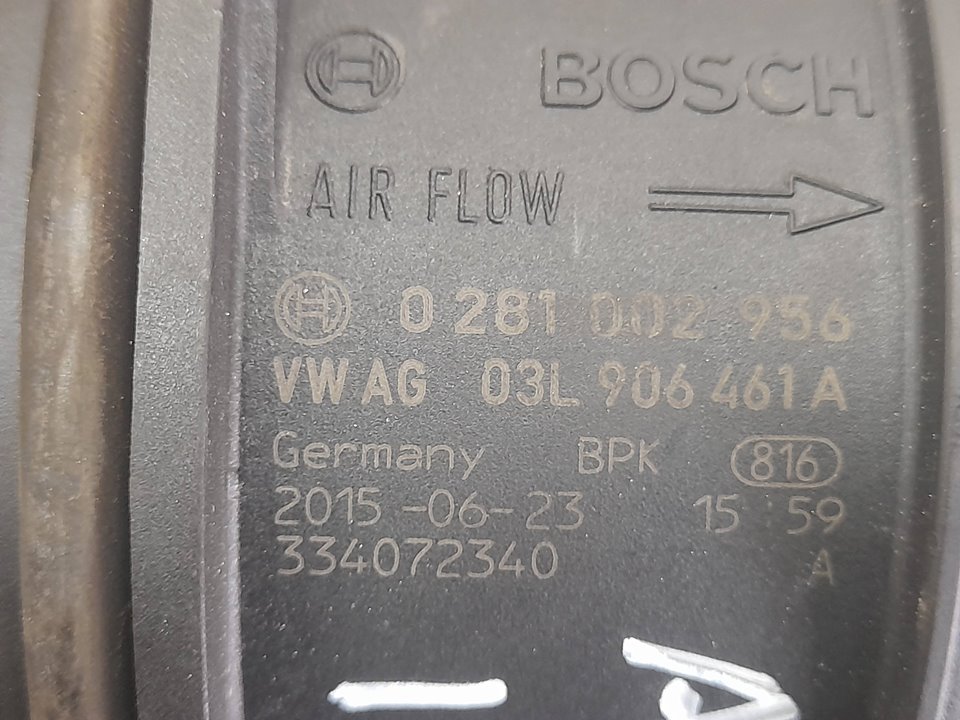 BOSCH
AIR FLOW
0 281 002 956
VW AG 03L 906 461 A
Germany BPK 816
2015-06-23 15:59
334072340 A